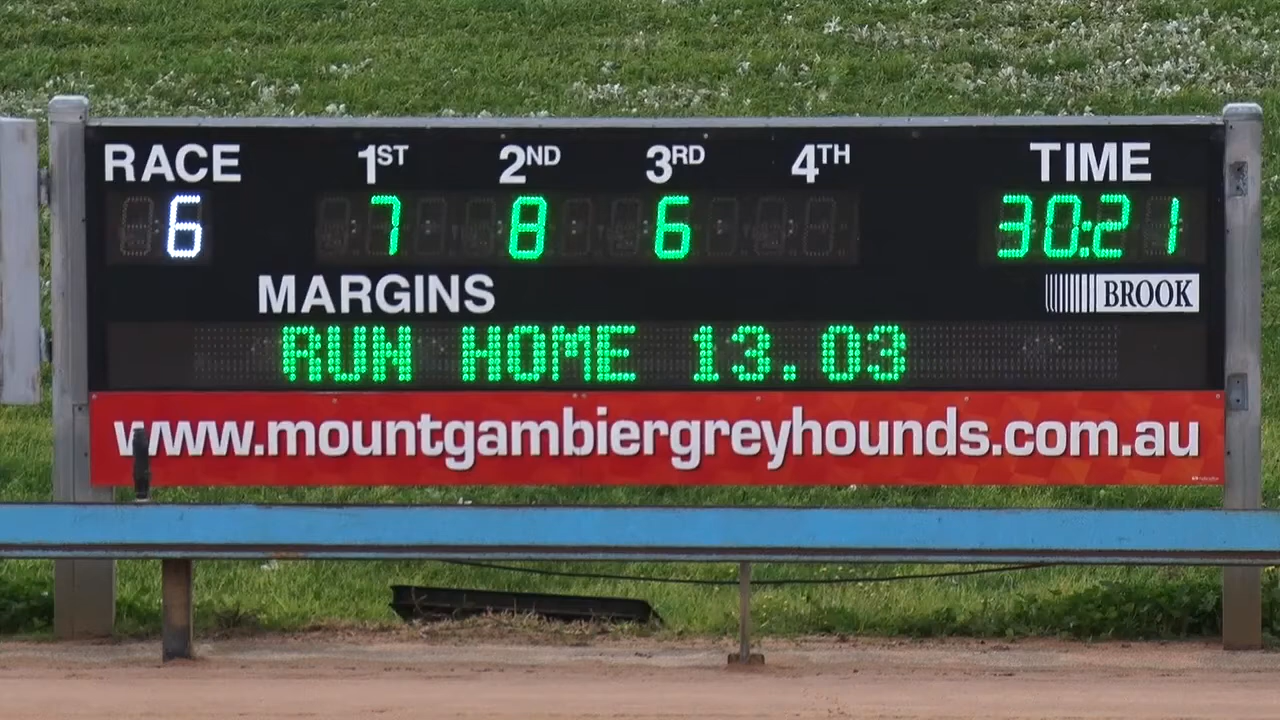 RACE 1ST 2ND 3RD 4TH TIME
6 7 8 6 30:21
MARGINS
BROOK
RUN HOME 13.03
www.mountgambiergreyhounds.com.au